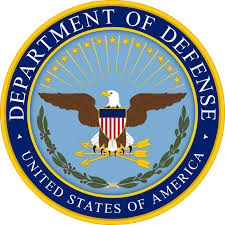 DEPARTMENT OF DEFENSE
UNITED STATES OF AMERICA